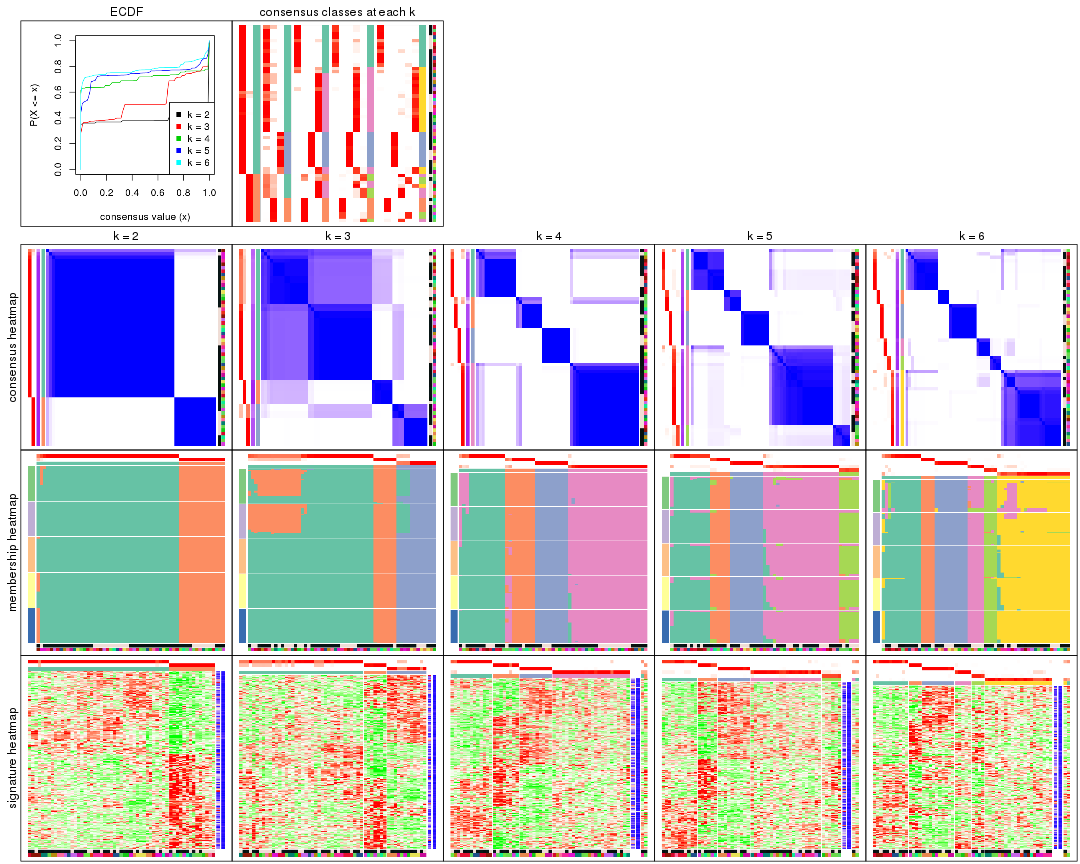 ECDF
consensus classes at each k
P(X <= x)
1.0
0.8
0.6
0.4
0.2
0.0
k = 2
k = 3
k = 4
k = 5
k = 6
0.0 0.2 0.4 0.6 0.8 1.0
consensus value (x)
k = 2
k = 3
k = 4
k = 5
k = 6
consensus heatmap
membership heatmap
signature heatmap